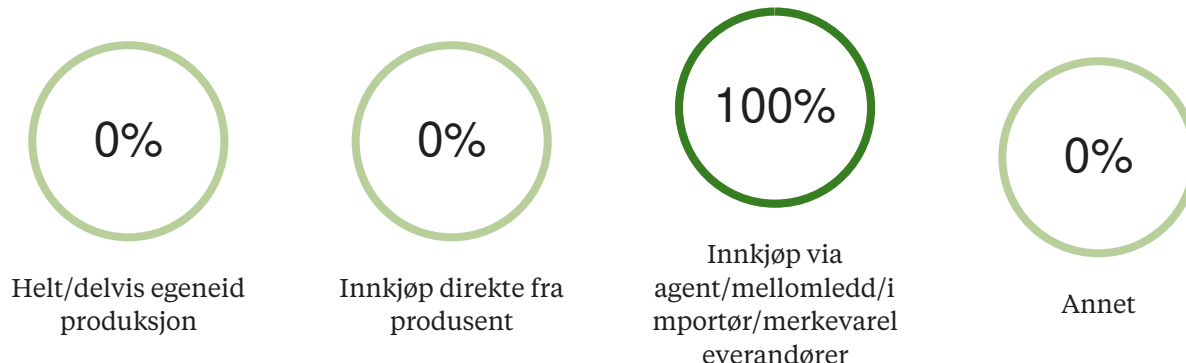 0%
Helt/delvis egeneid
produksjon
0%
Innkjøp direkte fra
produsent
100%
Innkjøp via
agent/mellomledd/i
mportør/merkevarel
everandører
0%
Annet